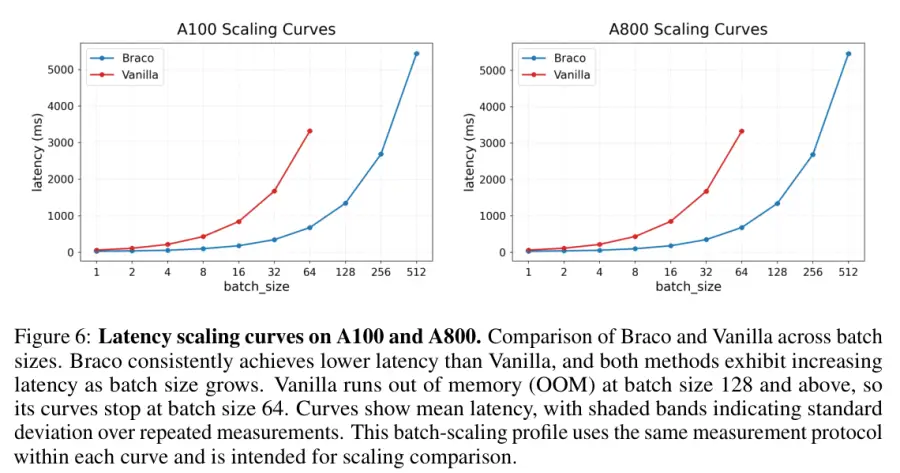 A100 Scaling Curves
Braco
Vanilla
latency (ms)
5000
4000
3000
2000
1000
0
1 2 4 8 16 32 64 128 256 512
batch_size
A800 Scaling Curves
Braco
Vanilla
latency (ms)
5000
4000
3000
2000
1000
0
1 2 4 8 16 32 64 128 256 512
batch_size
Figure 6: Latency scaling curves on A100 and A800. Comparison of Braco and Vanilla across batch
sizes. Braco consistently achieves lower latency than Vanilla, and both methods exhibit increasing
latency as batch size grows. Vanilla runs out of memory (OOM) at batch size 128 and above, so
its curves stop at batch size 64. Curves show mean latency, with shaded bands indicating standard
deviation over repeated measurements. This batch-scaling profile uses the same measurement protocol
within each curve and is intended for scaling comparison.